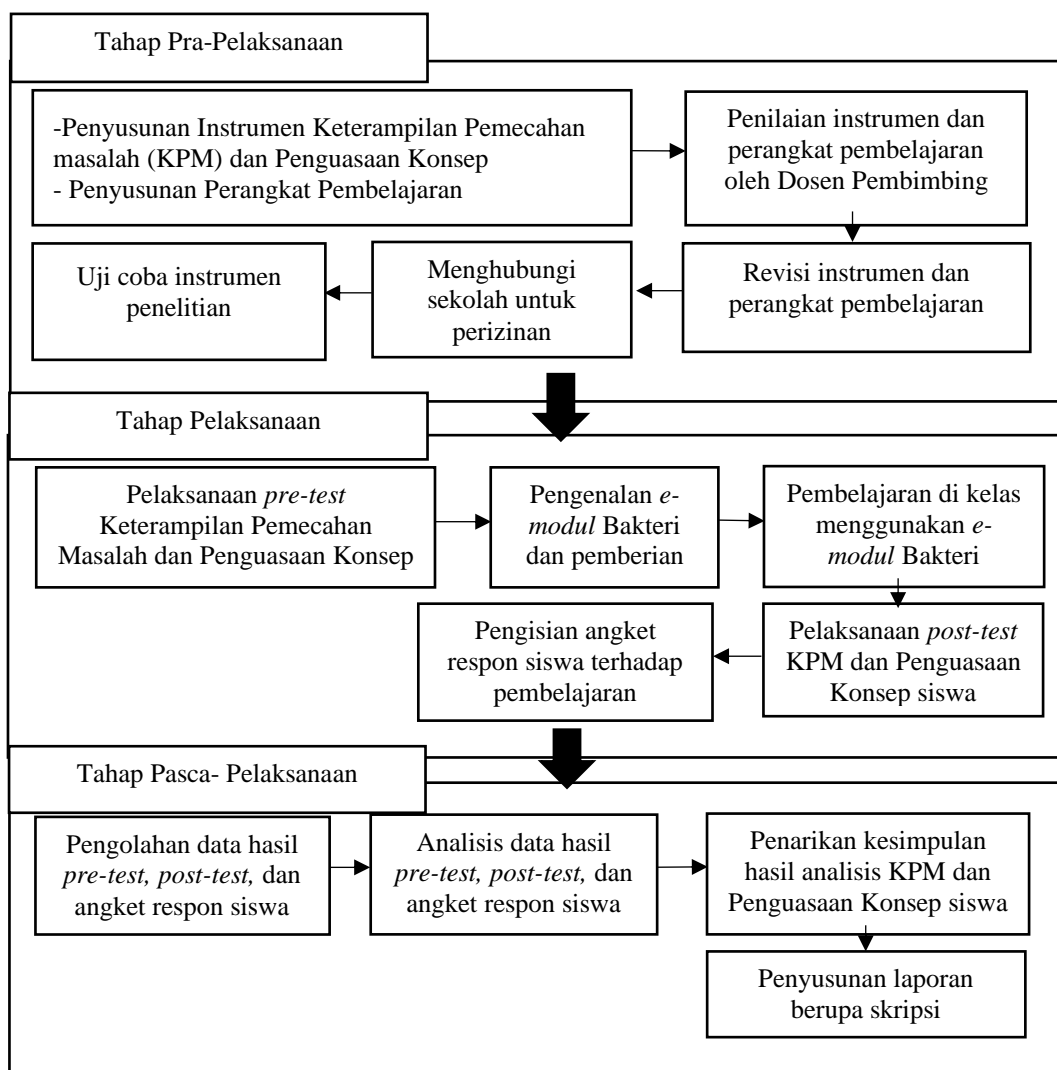 Tahap Pra-Pelaksanaan
-Penyusunan Instrumen Keterampilan Pemecahan
masalah (KPM) dan Penguasaan Konsep
- Penyusunan Perangkat Pembelajaran
Penilaian instrumen dan
perangkat pembelajaran
oleh Dosen Pembimbing
Revisi instrumen dan
perangkat pembelajaran
Menghubungi
sekolah untuk
perizinan
Uji coba instrumen
penelitian
Tahap Pelaksanaan
Pelaksanaan pre-test
Keterampilan Pemecahan
Masalah dan Penguasaan Konsep
Pengenalan e-
modul Bakteri
dan pemberian
Pembelajaran di kelas
menggunakan e-
modul Bakteri
Pelaksanaan post-test
KPM dan Penguasaan
Konsep siswa
Pengisian angket
respon siswa terhadap
pembelajaran
Tahap Pasca- Pelaksanaan
Pengolahan data hasil
pre-test, post-test, dan
angket respon siswa
Analisis data hasil
pre-test, post-test, dan
angket respon siswa
Penarikan kesimpulan
hasil analisis KPM dan
Penguasaan Konsep siswa
Penyusunan laporan
berupa skripsi